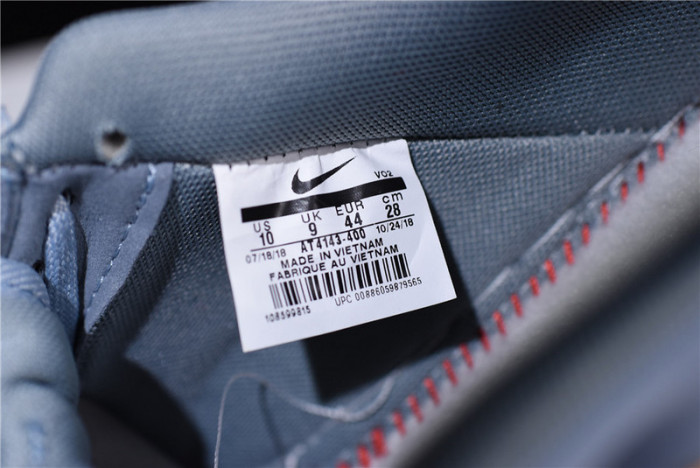 VO2
US UK EUR cm
10 9 44 28
07/18/18 AT4143-400 10/24/18
MADE IN VIETNAM
FABRIQUE AU VIETNAM
108599815 UPC 00886059879565